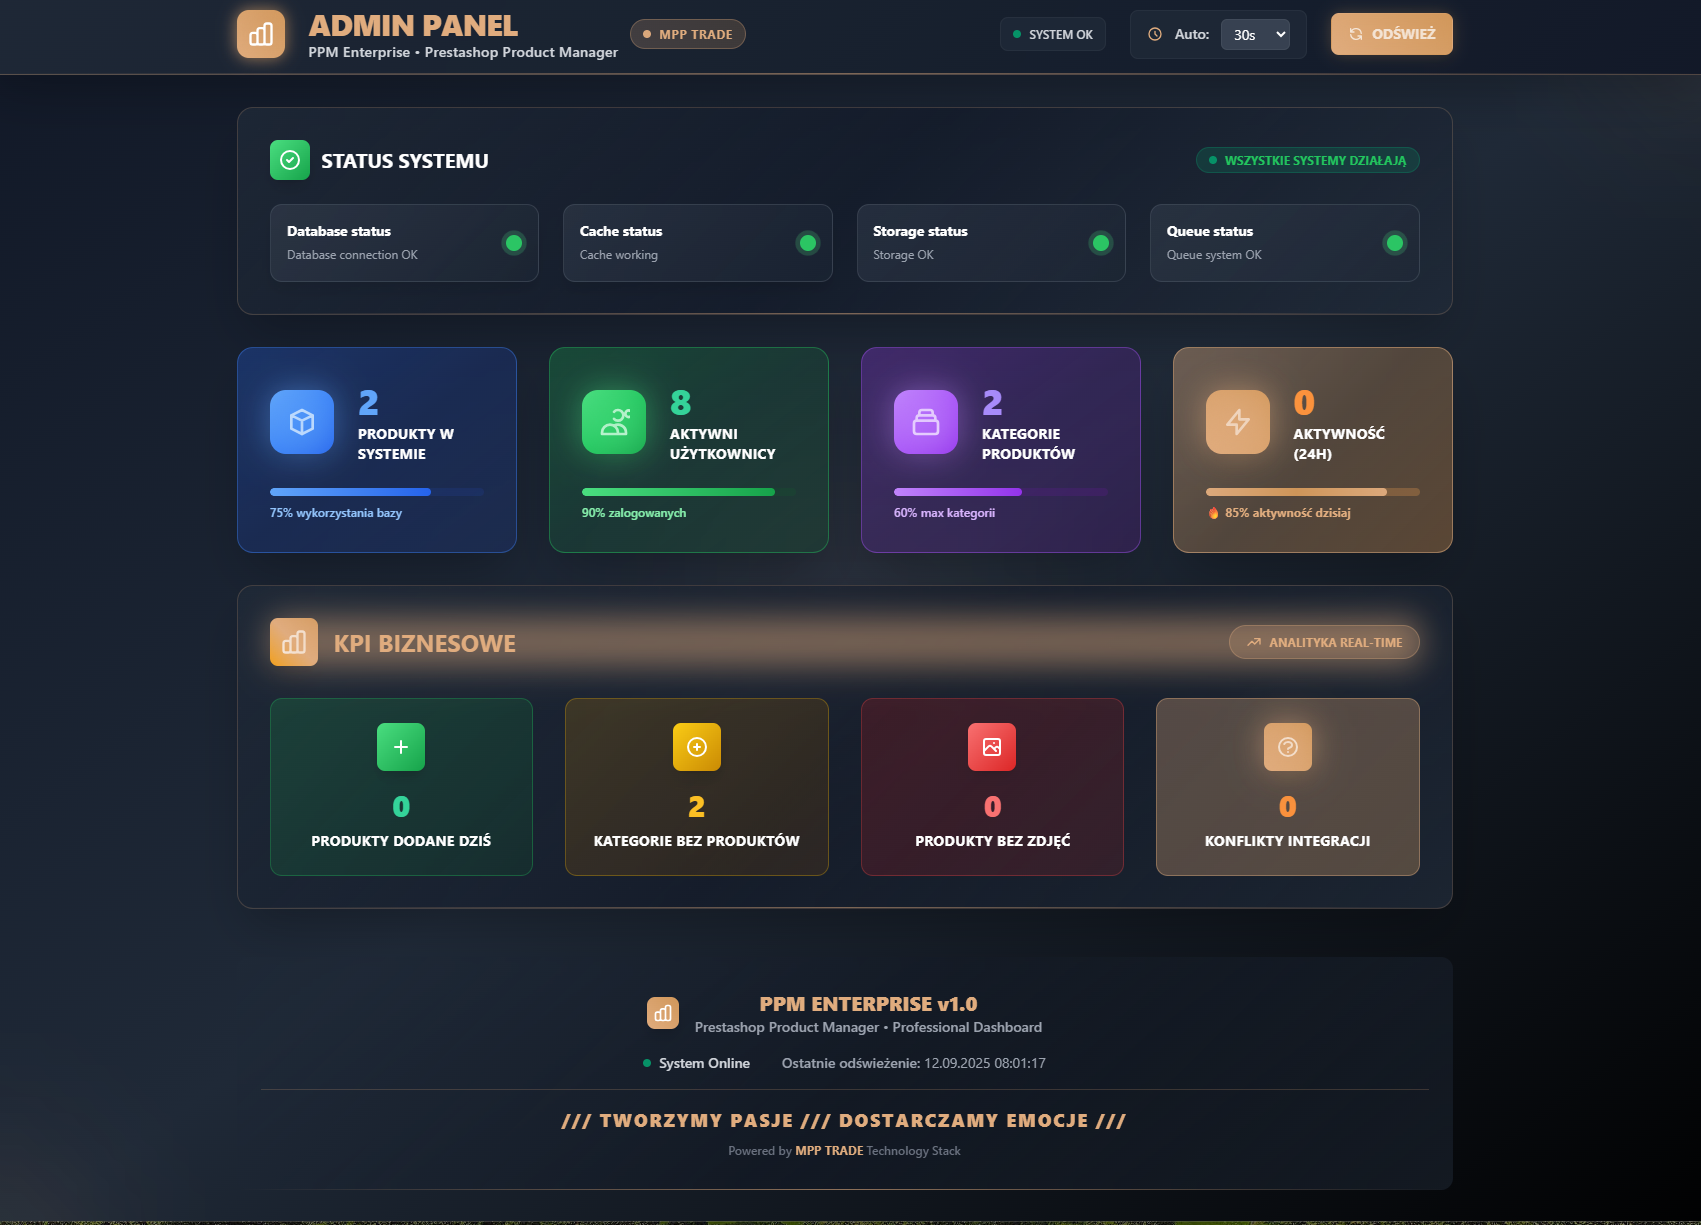 ADMIN PANEL
PPM Enterprise • Prestashop Product Manager
MPP TRADE
SYSTEM OK
Auto:
30s
ODŚWIEŻ
STATUS SYSTEMU
WSZYSTKIE SYSTEMY DZIAŁAJĄ
Database status
Database connection OK
Cache status
Cache working
Storage status
Storage OK
Queue status
Queue system OK
2
PRODUKTY W
SYSTEMIE
75% wykorzystania bazy
8
AKTYWNI
UŻYTKOWNICY
90% zalogowanych
2
KATEGORIE
PRODUKTÓW
60% max kategorii
0
AKTYWNOŚĆ
(24H)
🔥 85% aktywność dzisiaj
KPI BIZNESOWE
ANALITYKA REAL-TIME
0
PRODUKTY DODANE DZIŚ
2
KATEGORIE BEZ PRODUKTÓW
0
PRODUKTY BEZ ZDJĘĆ
0
KONFLIKTY INTEGRACJI
PPM ENTERPRISE v1.0
Prestashop Product Manager • Professional Dashboard
System Online
Ostatnie odświeżenie: 12.09.2025 08:01:17
/// TWORZYMY PASJE /// DOSTARCZAMY EMOCJE ///
Powered by MPP TRADE Technology Stack